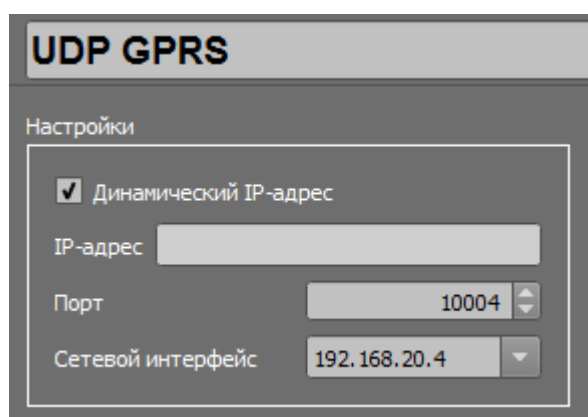 UDP GPRS
Настройки
Динамический IP-адрес
IP-адрес
Порт 10004
Сетевой интерфейс 192.168.20.4